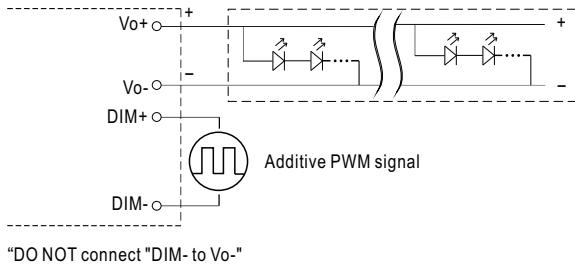 Vo+ + +
Vo- – –
DIM+
Additive PWM signal
DIM-
“DO NOT connect "DIM- to Vo-"